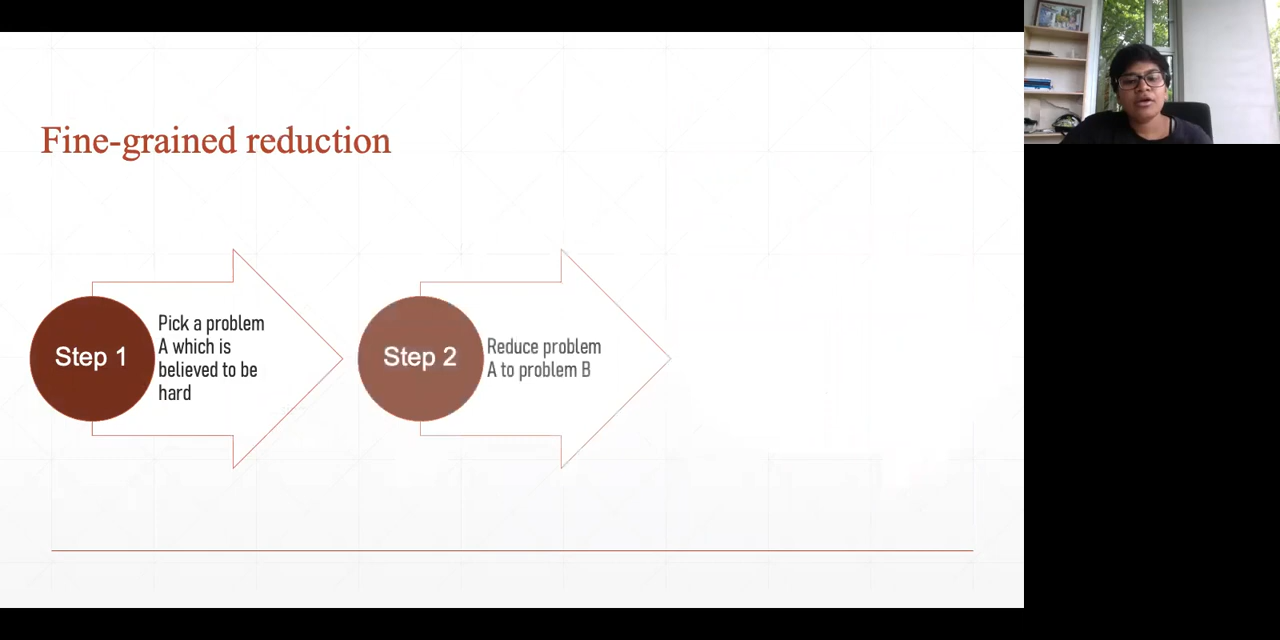 Fine-grained reduction
Step 1
Pick a problem
A which is
believed to be
hard
Step 2
Reduce problem
A to problem B